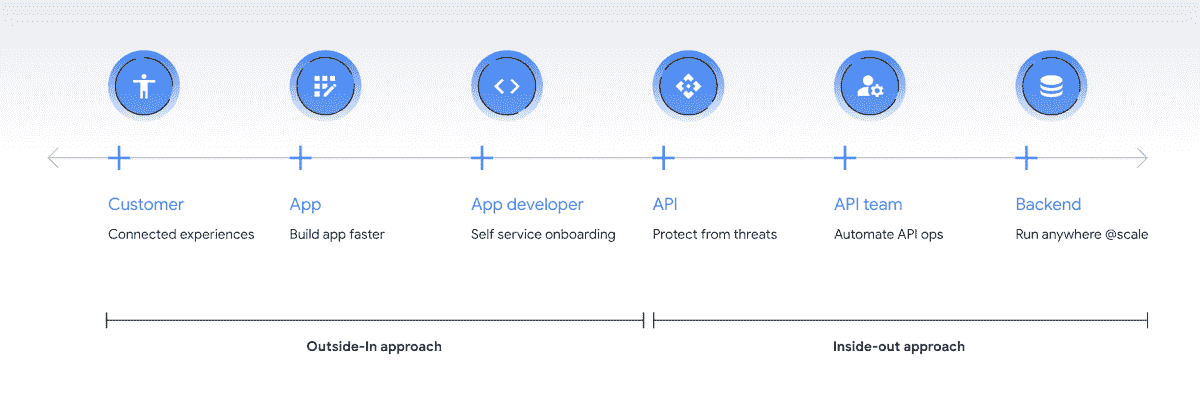 Customer
Connected experiences
App
Build app faster
App developer
Self service onboarding
API
Protect from threats
API team
Automate API ops
Backend
Run anywhere @scale
Outside-In approach
Inside-out approach